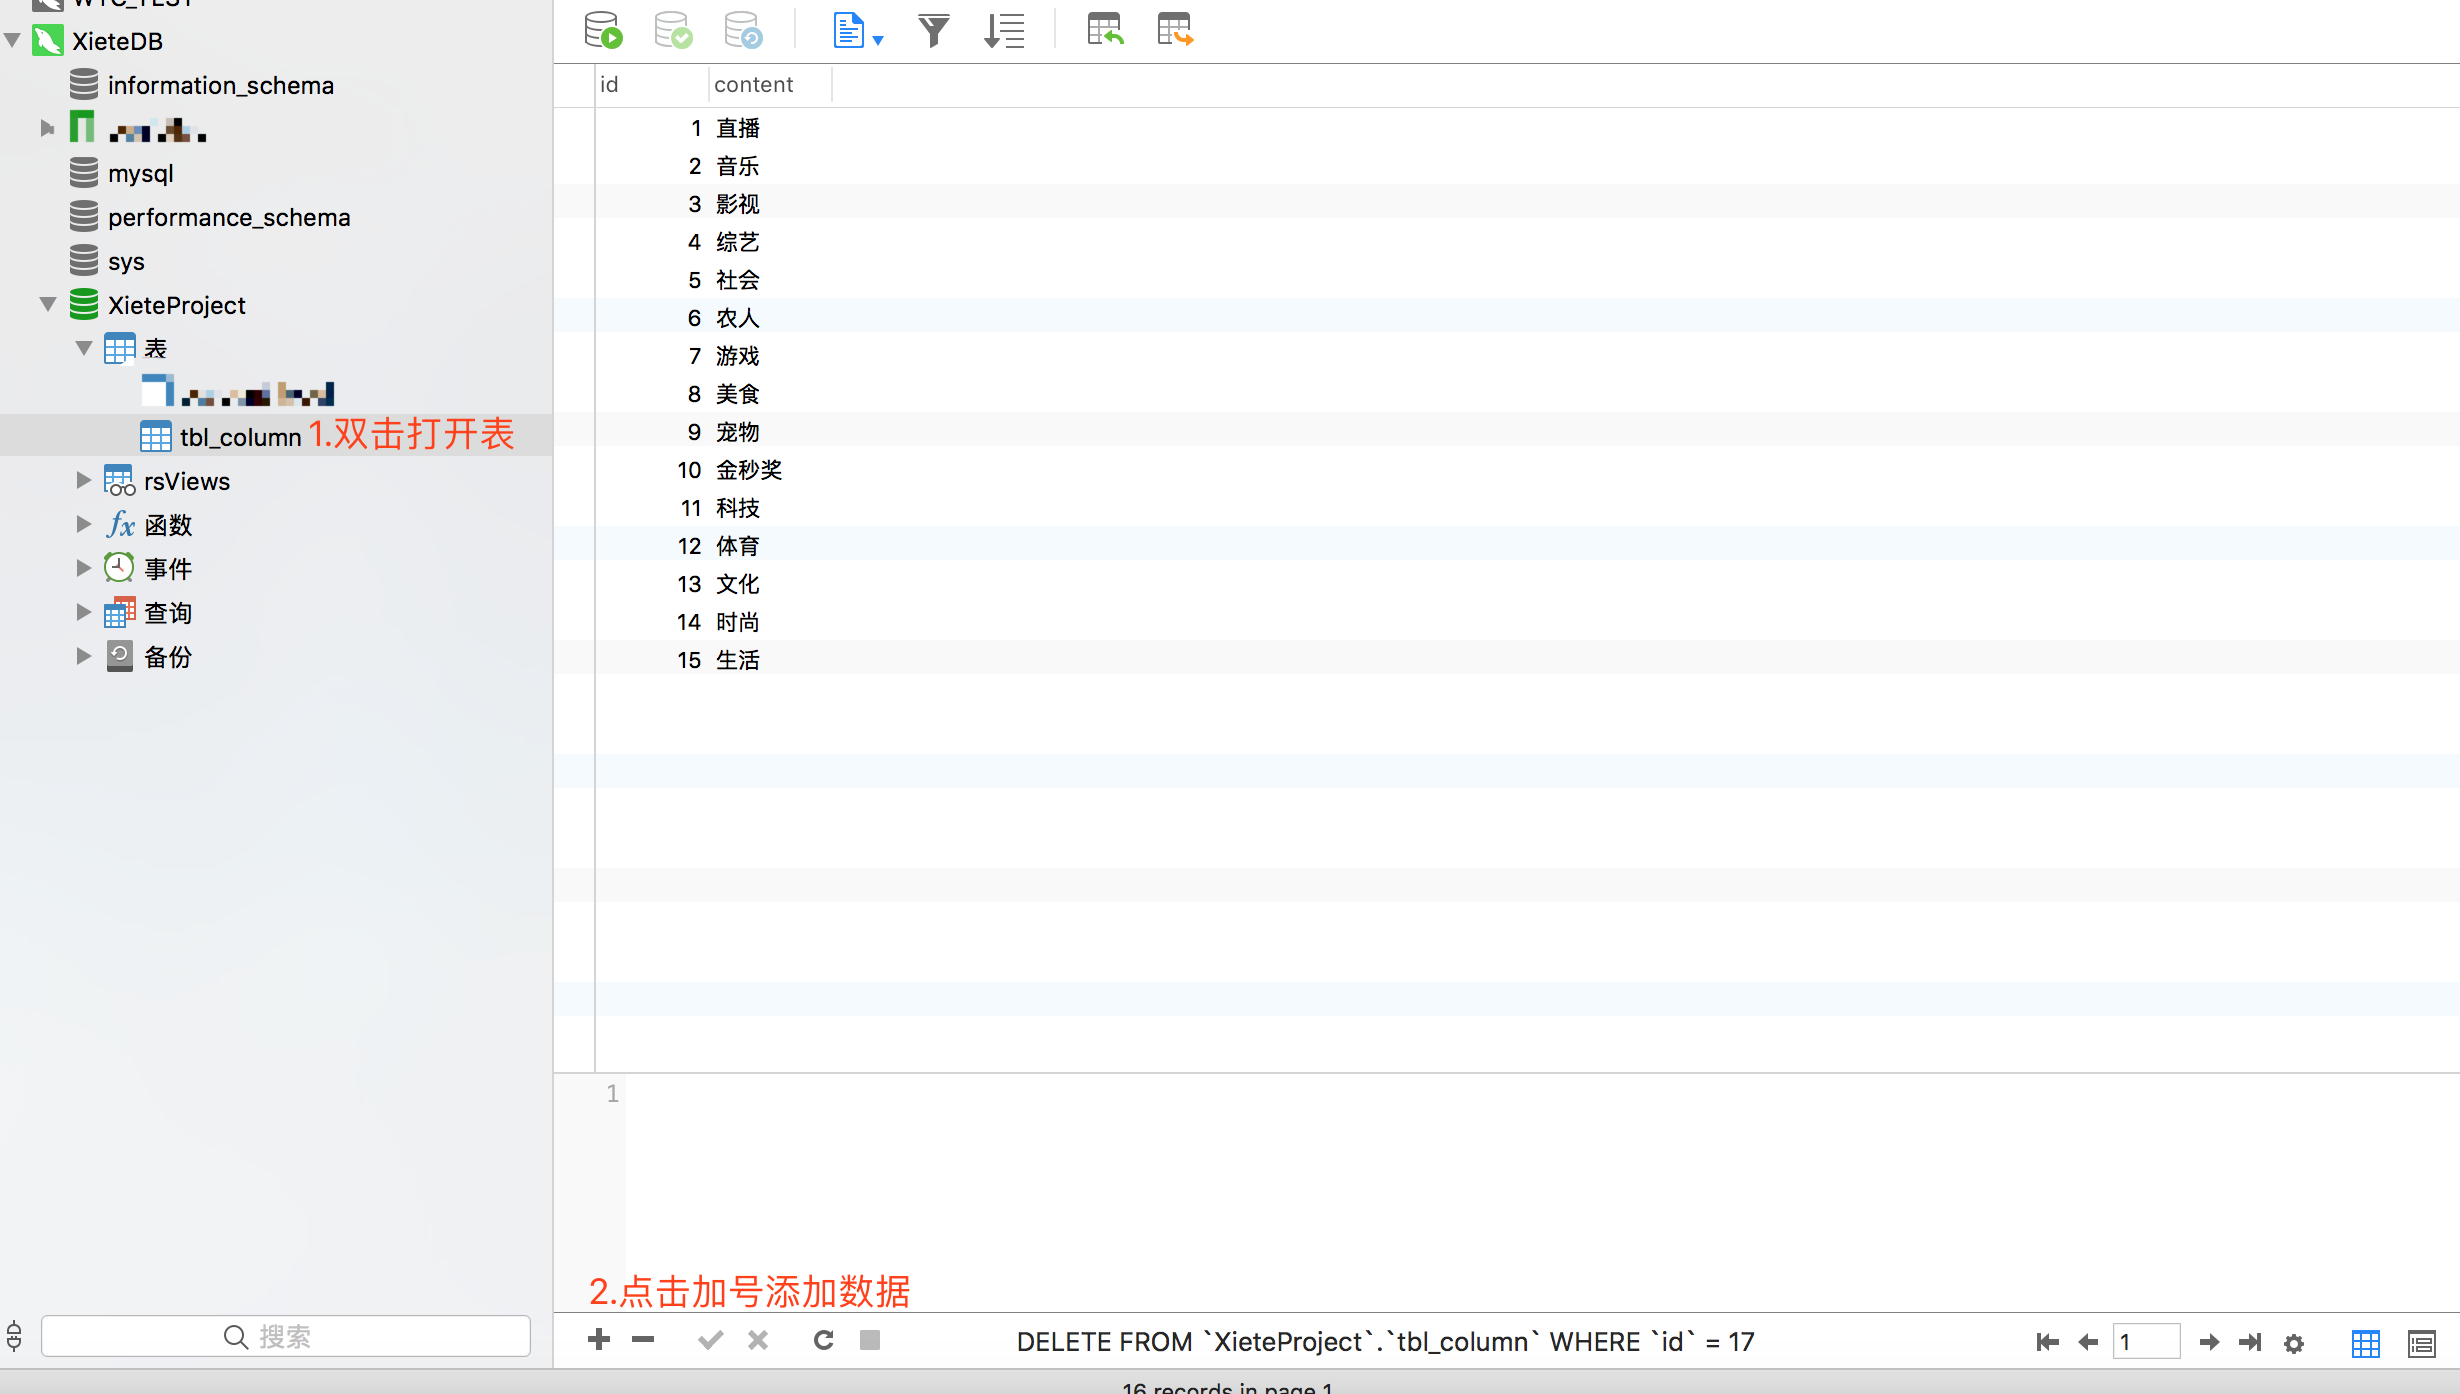 WTC_TEST
XieteDB
information_schema
mysql
performance_schema
sys
XieteProject
表
tbl_column 1.双击打开表
rsViews
函数
事件
查询
备份
搜索
id content
1 直播
2 音乐
3 影视
4 综艺
5 社会
6 农人
7 游戏
8 美食
9 宠物
10 金秒奖
11 科技
12 体育
13 文化
14 时尚
15 生活
1
2.点击加号添加数据
DELETE FROM `XieteProject`.`tbl_column` WHERE `id` = 17
1
16 records in page 1